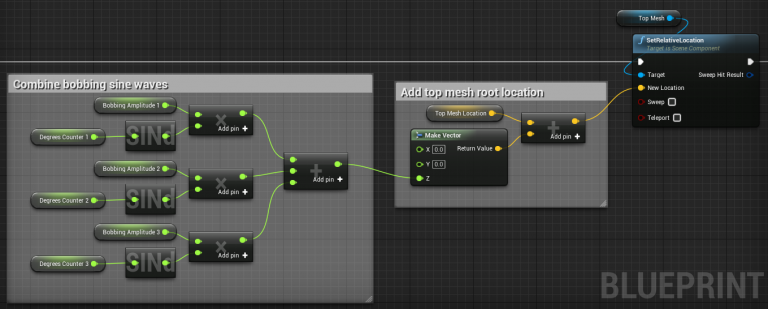 Top Mesh
SetRelativeLocation
Target is Scene Component
Target
Sweep Hit Result
New Location
Sweep
Teleport
Combine bobbing sine waves
Bobbing Amplitude 1
×
Add pin +
Degrees Counter 1
SINd
Bobbing Amplitude 2
×
Add pin +
Degrees Counter 2
SINd
Bobbing Amplitude 3
×
Add pin +
Degrees Counter 3
SINd
+
Add pin +
Add top mesh root location
Top Mesh Location
+
Add pin +
Make Vector
X 0.0
Return Value
Y 0.0
Z
BLUEPRINT